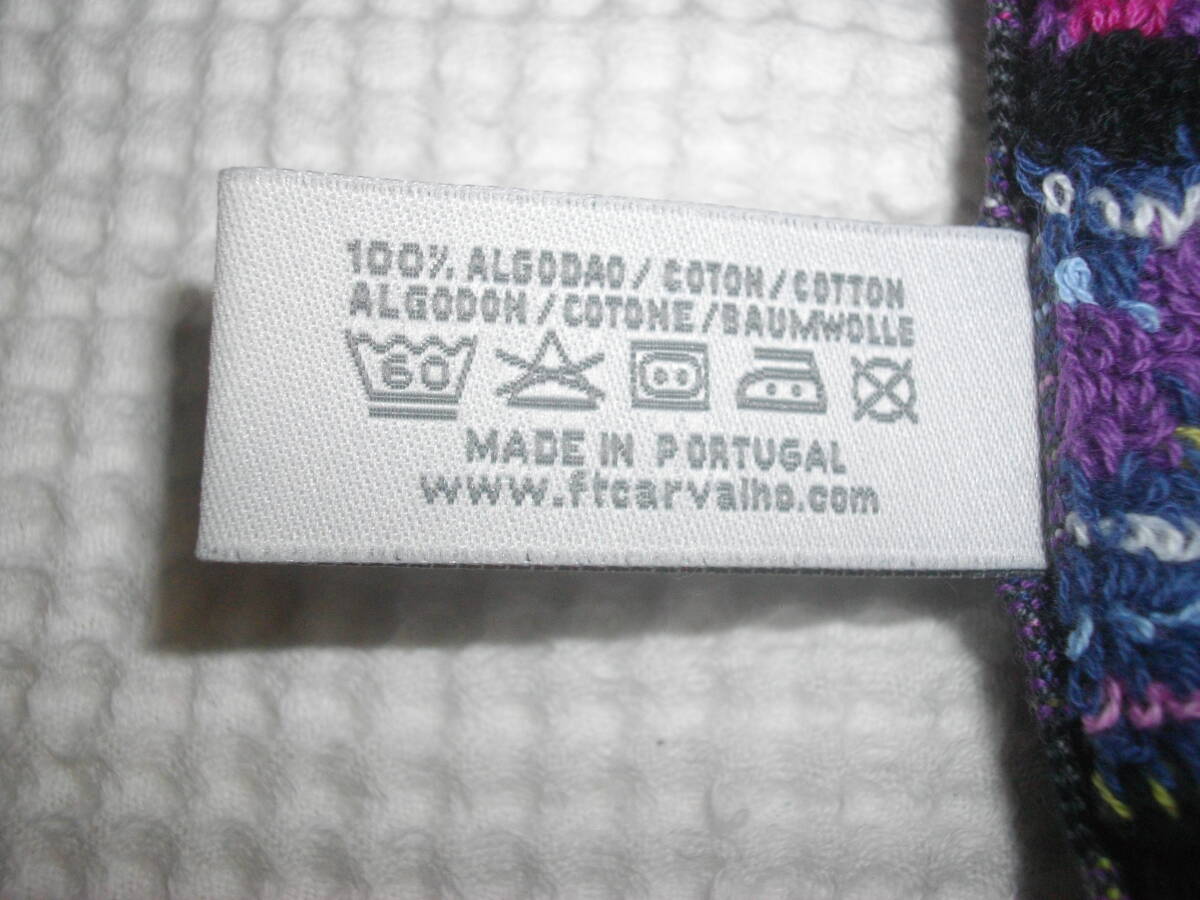 100% ALGODAO / COTON / COTTON
ALGODON / COTONE / BAUMWOLLE
60
MADE IN PORTUGAL
www.ftcarvalho.com